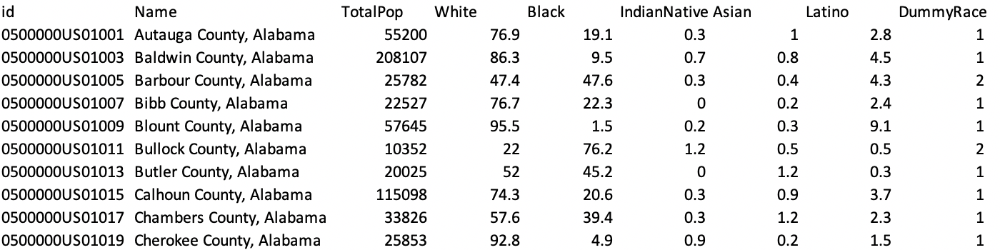 id Name TotalPop White Black IndianNative Asian Latino DummyRace
0500000US01001 Autauga County, Alabama 55200 76.9 19.1 0.3 1 2.8 1
0500000US01003 Baldwin County, Alabama 208107 86.3 9.5 0.7 0.8 4.5 1
0500000US01005 Barbour County, Alabama 25782 47.4 47.6 0.3 0.4 4.3 2
0500000US01007 Bibb County, Alabama 22527 76.7 22.3 0 0.2 2.4 1
0500000US01009 Blount County, Alabama 57645 95.5 1.5 0.2 0.3 9.1 1
0500000US01011 Bullock County, Alabama 10352 22 76.2 1.2 0.5 0.5 2
0500000US01013 Butler County, Alabama 20025 52 45.2 0 1.2 0.3 1
0500000US01015 Calhoun County, Alabama 115098 74.3 20.6 0.3 0.9 3.7 1
0500000US01017 Chambers County, Alabama 33826 57.6 39.4 0.3 1.2 2.3 1
0500000US01019 Cherokee County, Alabama 25853 92.8 4.9 0.9 0.2 1.5 1